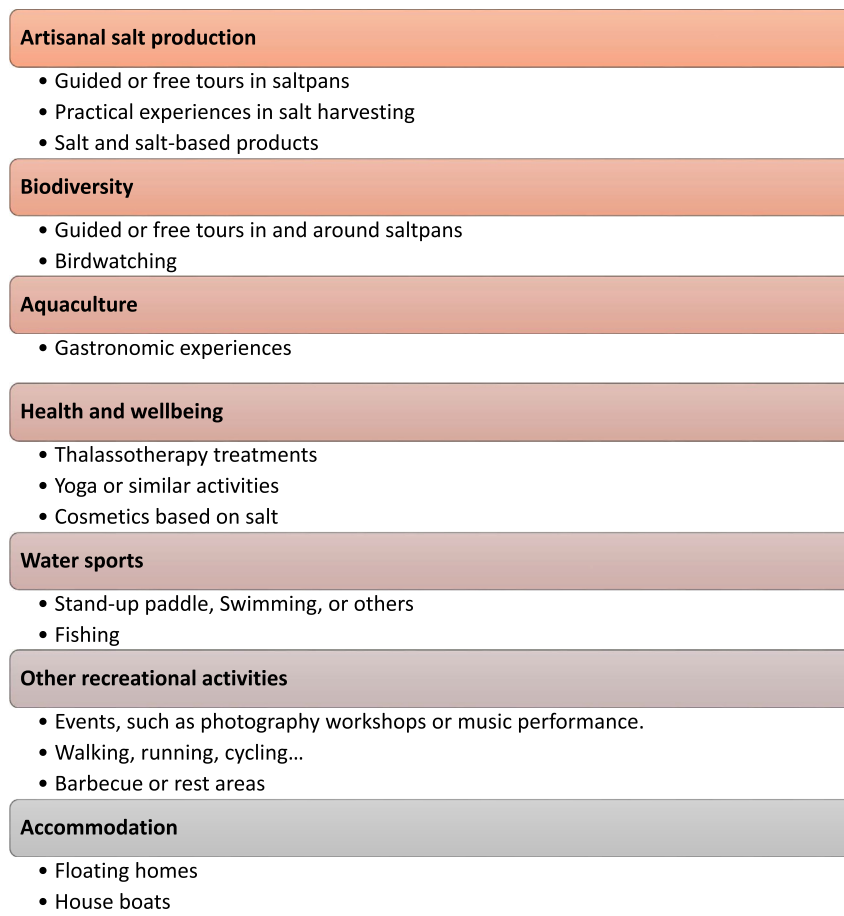 Artisanal salt production
• Guided or free tours in saltpans
• Practical experiences in salt harvesting
• Salt and salt-based products
Biodiversity
• Guided or free tours in and around saltpans
• Birdwatching
Aquaculture
• Gastronomic experiences
Health and wellbeing
• Thalassotherapy treatments
• Yoga or similar activities
• Cosmetics based on salt
Water sports
• Stand-up paddle, Swimming, or others
• Fishing
Other recreational activities
• Events, such as photography workshops or music performance.
• Walking, running, cycling…
• Barbecue or rest areas
Accommodation
• Floating homes
• House boats